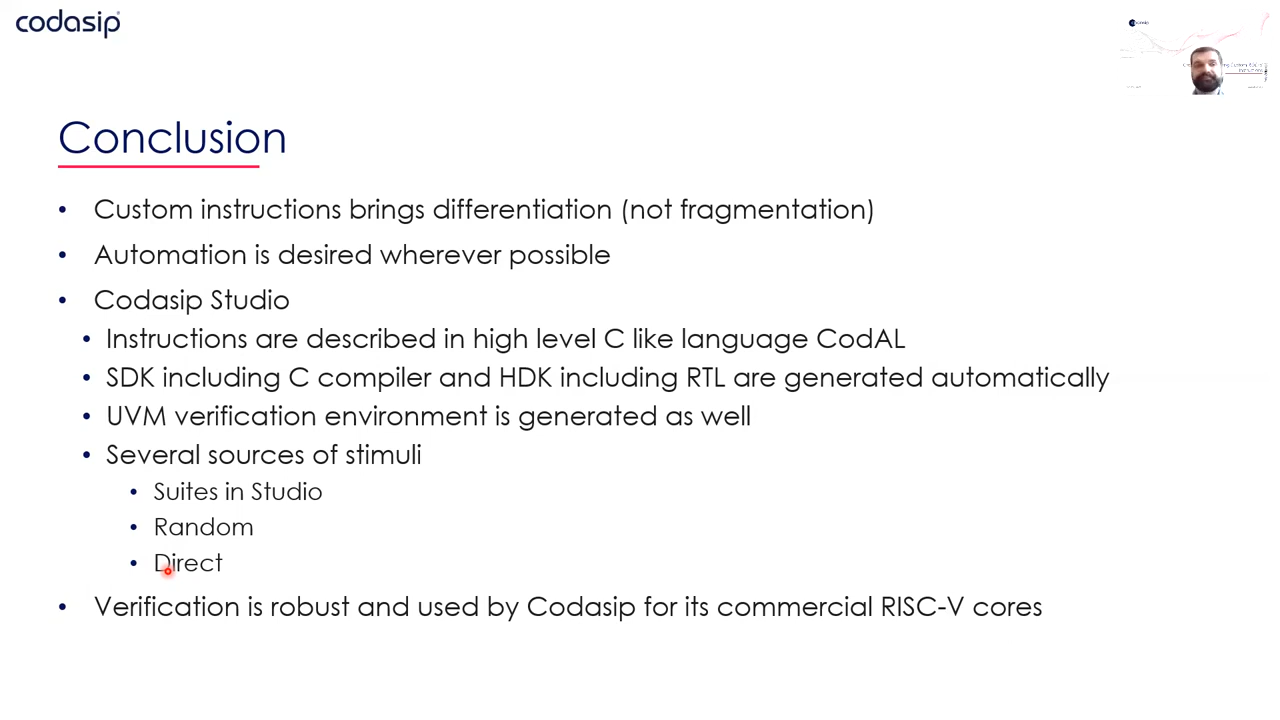 codasip
Conclusion
• Custom instructions brings differentiation (not fragmentation)
• Automation is desired wherever possible
• Codasip Studio
• Instructions are described in high level C like language CodAL
• SDK including C compiler and HDK including RTL are generated automatically
• UVM verification environment is generated as well
• Several sources of stimuli
• Suites in Studio
• Random
• Direct
• Verification is robust and used by Codasip for its commercial RISC-V cores